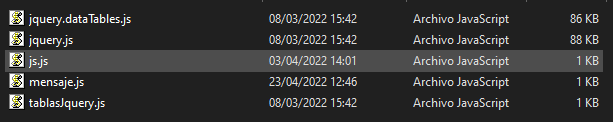 jquery.dataTables.js 08/03/2022 15:42 Archivo JavaScript 86 KB
jquery.js 08/03/2022 15:42 Archivo JavaScript 88 KB
js.js 03/04/2022 14:01 Archivo JavaScript 1 KB
mensaje.js 23/04/2022 12:46 Archivo JavaScript 1 KB
tablasJquery.js 08/03/2022 15:42 Archivo JavaScript 1 KB